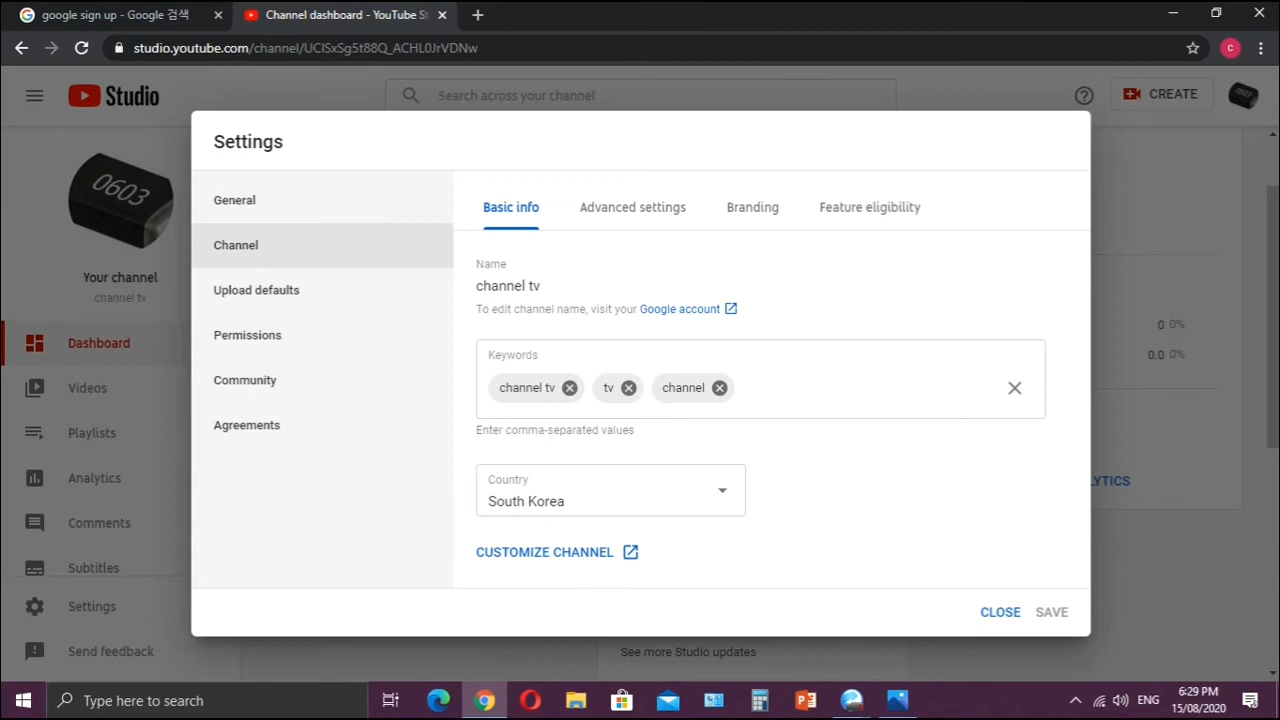 google sign up - Google 검색
Channel dashboard - YouTube St
studio.youtube.com/channel/UCISxSg5t88Q_ACHL0JrVDNw
C
Studio
Search across your channel
CREATE
0603
0603
Your channel
channel tv
Dashboard
Videos
Playlists
Analytics
Comments
Subtitles
Settings
Send feedback
Settings
General
Channel
Upload defaults
Permissions
Community
Agreements
Basic info
Advanced settings
Branding
Feature eligibility
Name
channel tv
To edit channel name, visit your Google account
Keywords
channel tv
tv
channel
Enter comma-separated values
Country
South Korea
CUSTOMIZE CHANNEL
CLOSE
SAVE
0 0%
0.0 0%
LYTICS
See more Studio updates
Type here to search
ENG
6:29 PM
15/08/2020